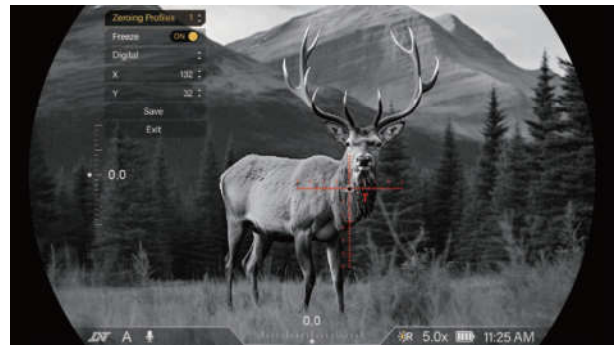 Zeroing Profiles 1
Freeze ON
Digital
X 132
Y 32
Save
Exit
0.0
0.0
A R 5.0x 11:25 AM